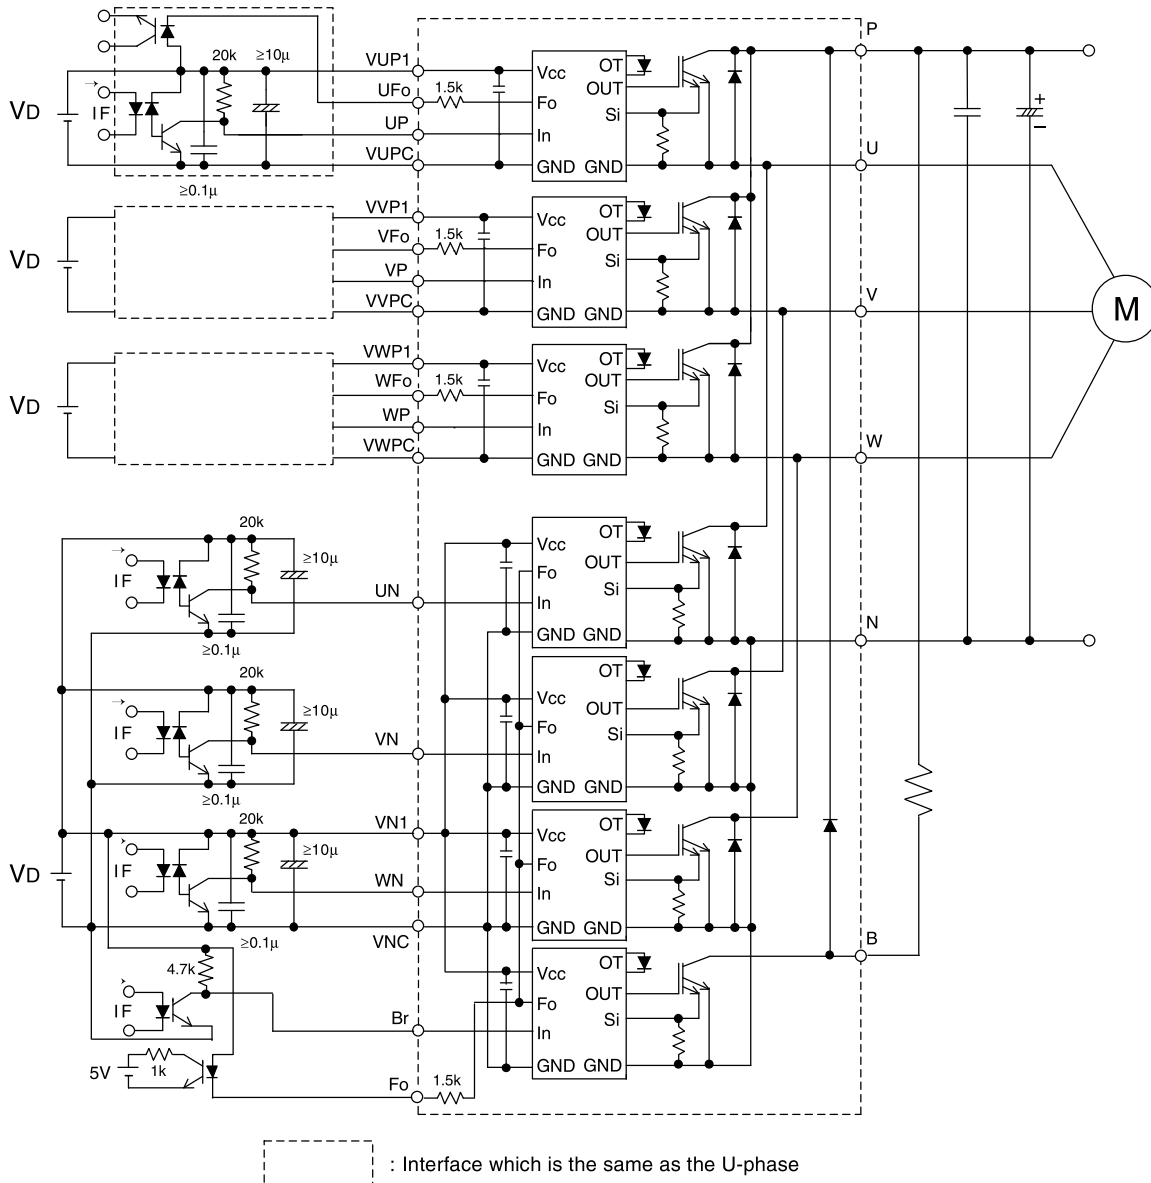 P
20k
≥10µ
VUP1
VD
IF
UFo
1.5k
UP
VUPC
≥0.1µ
Vcc
Fo
In
GND GND
OT
OUT
Si
+
−
U
VD
VVP1
VFo
1.5k
VP
VVPC
Vcc
Fo
In
GND GND
OT
OUT
Si
V
M
VD
VWP1
WFo
1.5k
WP
VWPC
Vcc
Fo
In
GND GND
OT
OUT
Si
W
20k
≥10µ
IF
UN
≥0.1µ
Vcc
Fo
In
GND GND
OT
OUT
Si
N
20k
≥10µ
IF
VN
≥0.1µ
Vcc
Fo
In
GND GND
OT
OUT
Si
20k
≥10µ
VN1
VD
IF
WN
VNC
≥0.1µ
Vcc
Fo
In
GND GND
OT
OUT
Si
B
4.7k
IF
Br
5V
1k
Fo
1.5k
Vcc
Fo
In
GND GND
OT
OUT
Si
: Interface which is the same as the U-phase